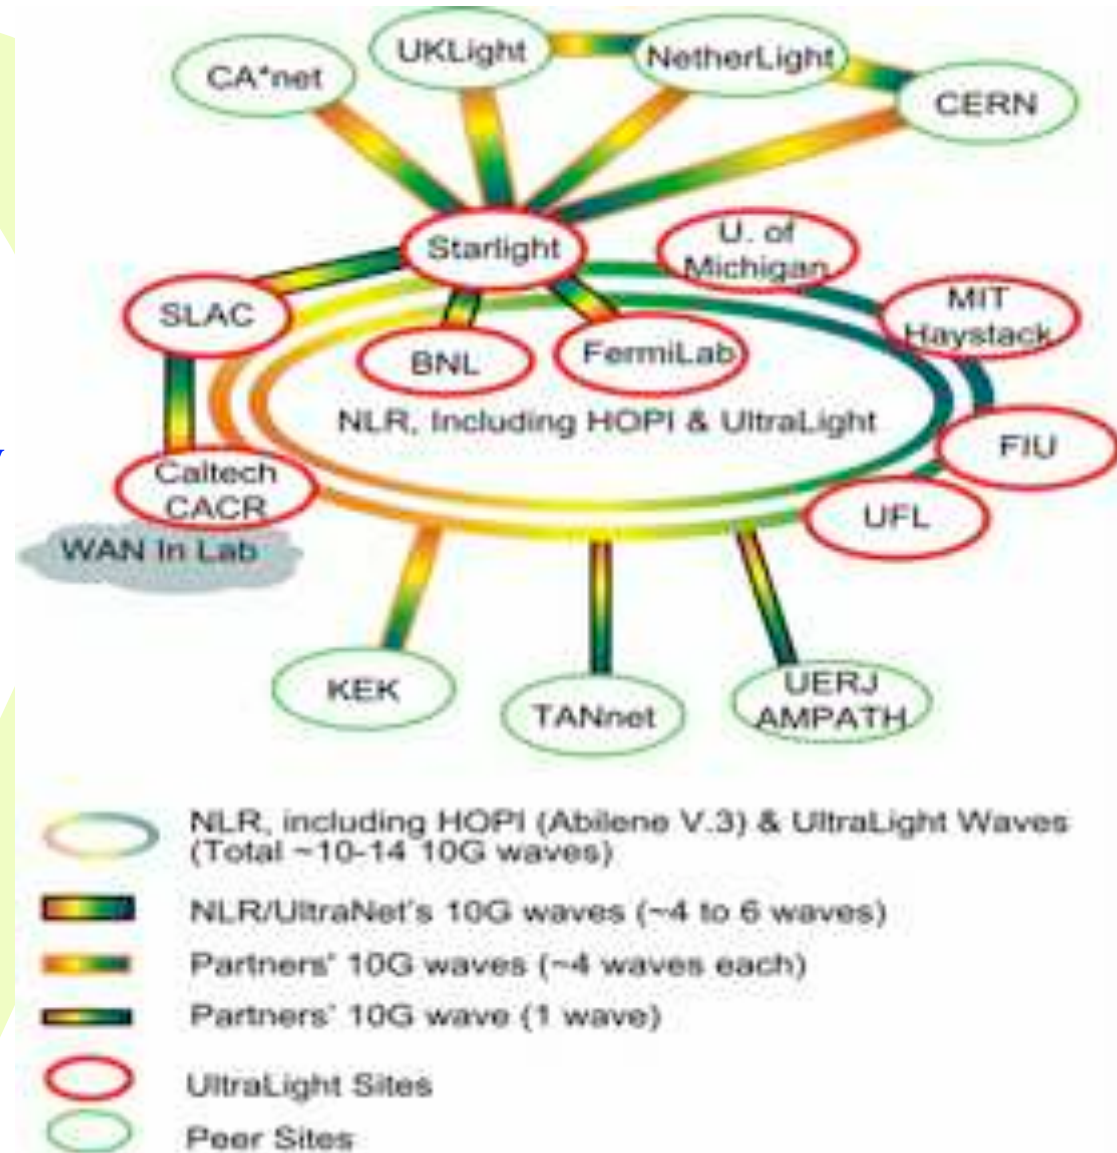 UKLight
NetherLight
CA*net
CERN
Starlight
U. of
Michigan
SLAC
MIT
Haystack
BNL
FermiLab
NLR, Including HOPI & UltraLight
FIU
Caltech
CACR
UFL
WAN In Lab
KEK
TANnet
UERJ
AMPATH
NLR, including HOPI (Abilene V.3) & UltraLight Waves
(Total ~10-14 10G waves)
NLR/UltraNet's 10G waves (~4 to 6 waves)
Partners' 10G waves (~4 waves each)
Partners' 10G wave (1 wave)
UltraLight Sites
Peer Sites